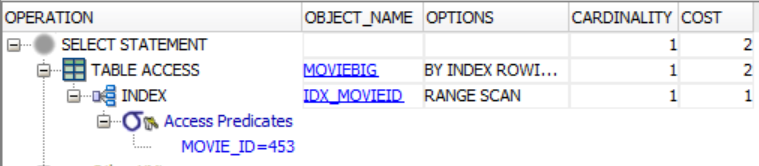 OPERATION OBJECT_NAME OPTIONS CARDINALITY COST
SELECT STATEMENT 1 2
TABLE ACCESS MOVIEBIG BY INDEX ROWI... 1 2
INDEX IDX_MOVIEID RANGE SCAN 1 1
Access Predicates
MOVIE_ID=453